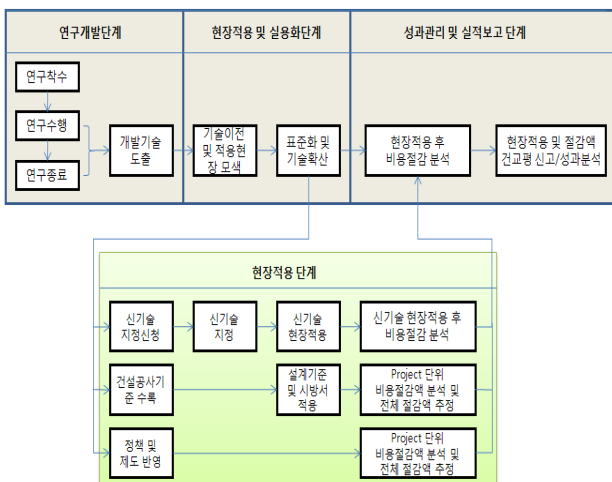 연구개발단계
현장적용 및 실용화단계
성과관리 및 실적보고 단계
연구착수
연구수행
연구종료
개발기술
도출
기술이전
및 적용현
장 모색
표준화 및
기술확산
현장적용 후
비용절감 분석
현장적용 및 절감액
건교평 신고/성과분석
현장적용 단계
신기술
지정신청
신기술
지정
신기술
현장적용
신기술 현장적용 후
비용절감 분석
건설공사기
준 수록
설계기준
및 시방서
적용
Project 단위
비용절감액 분석 및
전체 절감액 추정
정책 및
제도 반영
Project 단위
비용절감액 분석 및
전체 절감액 추정